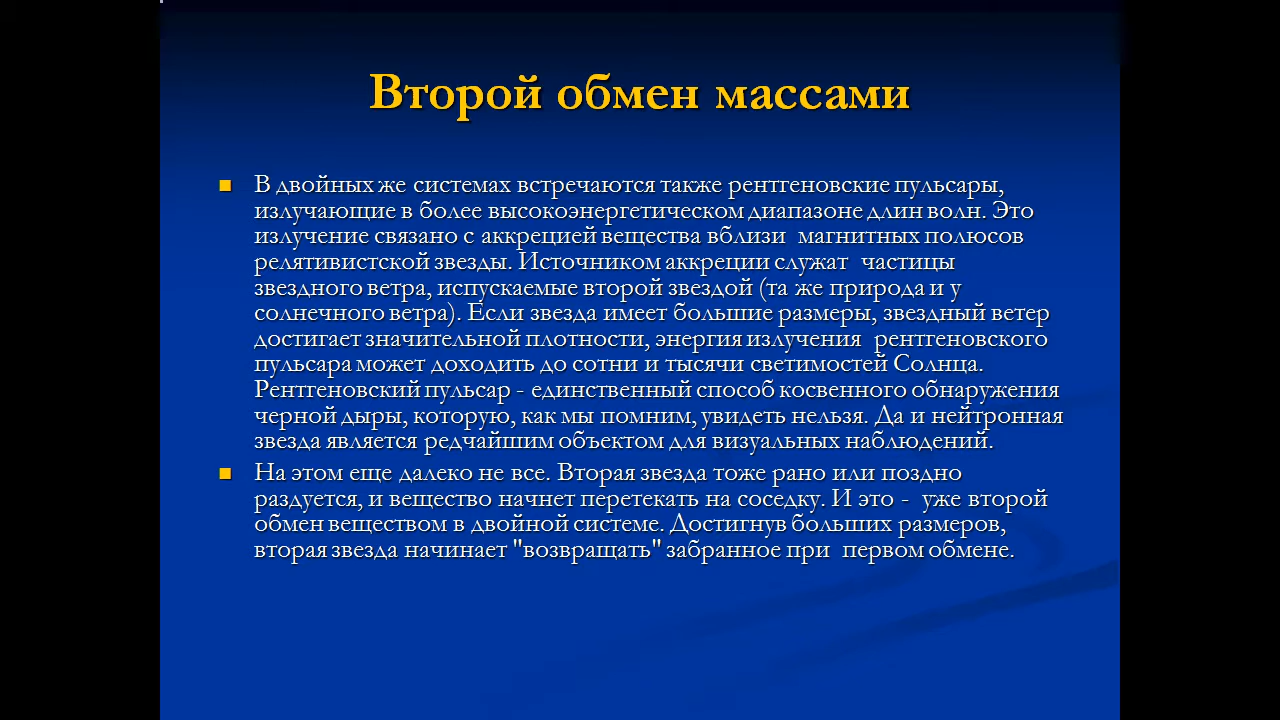 Второй обмен массами
В двойных же системах встречаются также рентгеновские пульсары,
излучающие в более высокоэнергетическом диапазоне длин волн. Это
излучение связано с аккрецией вещества вблизи магнитных полюсов
релятивистской звезды. Источником аккреции служат частицы
звездного ветра, испускаемые второй звездой (та же природа и у
солнечного ветра). Если звезда имеет большие размеры, звездный ветер
достигает значительной плотности, энергия излучения рентгеновского
пульсара может доходить до сотни и тысячи светимостей Солнца.
Рентгеновский пульсар - единственный способ косвенного обнаружения
черной дыры, которую, как мы помним, увидеть нельзя. Да и нейтронная
звезда является редчайшим объектом для визуальных наблюдений.
На этом еще далеко не все. Вторая звезда тоже рано или поздно
раздуется, и вещество начнет перетекать на соседку. И это - уже второй
обмен веществом в двойной системе. Достигнув больших размеров,
вторая звезда начинает "возвращать" забранное при первом обмене.